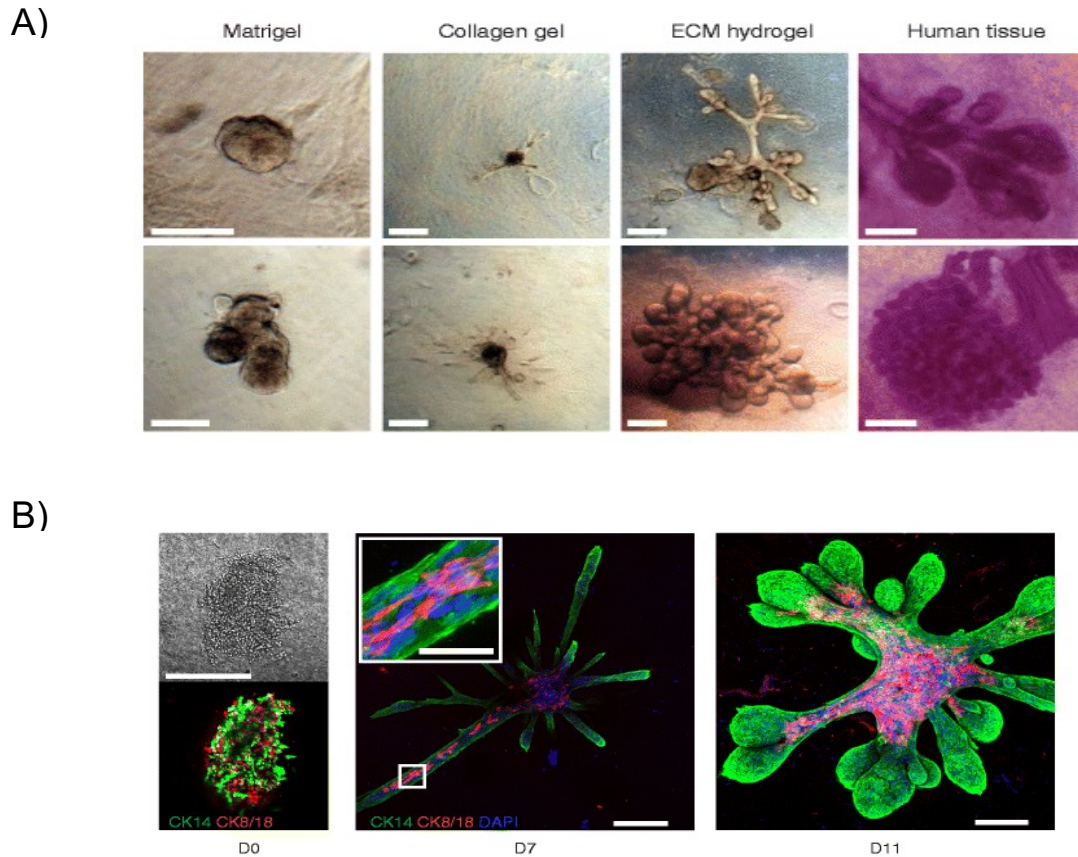 A)
Matrigel Collagen gel ECM hydrogel Human tissue
B)
CK14 CK8/18
CK14 CK8/18 DAPI
D0 D7 D11